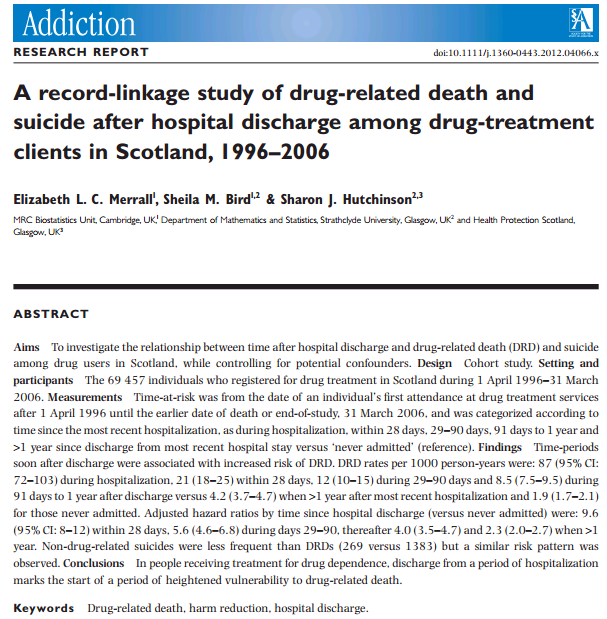 Addiction
SSA
RESEARCH REPORT
doi:10.1111/j.1360-0443.2012.04066.x
A record-linkage study of drug-related death and
suicide after hospital discharge among drug-treatment
clients in Scotland, 1996–2006
Elizabeth L. C. Merrall¹, Sheila M. Bird¹,² & Sharon J. Hutchinson²,³
MRC Biostatistics Unit, Cambridge, UK,¹ Department of Mathematics and Statistics, Strathclyde University, Glasgow, UK² and Health Protection Scotland,
Glasgow, UK³
ABSTRACT
Aims To investigate the relationship between time after hospital discharge and drug-related death (DRD) and suicide
among drug users in Scotland, while controlling for potential confounders. Design Cohort study. Setting and
participants The 69 457 individuals who registered for drug treatment in Scotland during 1 April 1996–31 March
2006. Measurements Time-at-risk was from the date of an individual's first attendance at drug treatment services
after 1 April 1996 until the earlier date of death or end-of-study, 31 March 2006, and was categorized according to
time since the most recent hospitalization, as during hospitalization, within 28 days, 29–90 days, 91 days to 1 year and
>1 year since discharge from most recent hospital stay versus 'never admitted' (reference). Findings Time-periods
soon after discharge were associated with increased risk of DRD. DRD rates per 1000 person-years were: 87 (95% CI:
72–103) during hospitalization, 21 (18–25) within 28 days, 12 (10–15) during 29–90 days and 8.5 (7.5–9.5) during
91 days to 1 year after discharge versus 4.2 (3.7–4.7) when >1 year after most recent hospitalization and 1.9 (1.7–2.1)
for those never admitted. Adjusted hazard ratios by time since hospital discharge (versus never admitted) were: 9.6
(95% CI: 8–12) within 28 days, 5.6 (4.6–6.8) during days 29–90, thereafter 4.0 (3.5–4.7) and 2.3 (2.0–2.7) when >1
year. Non-drug-related suicides were less frequent than DRDs (269 versus 1383) but a similar risk pattern was
observed. Conclusions In people receiving treatment for drug dependence, discharge from a period of hospitalization
marks the start of a period of heightened vulnerability to drug-related death.
Keywords Drug-related death, harm reduction, hospital discharge.